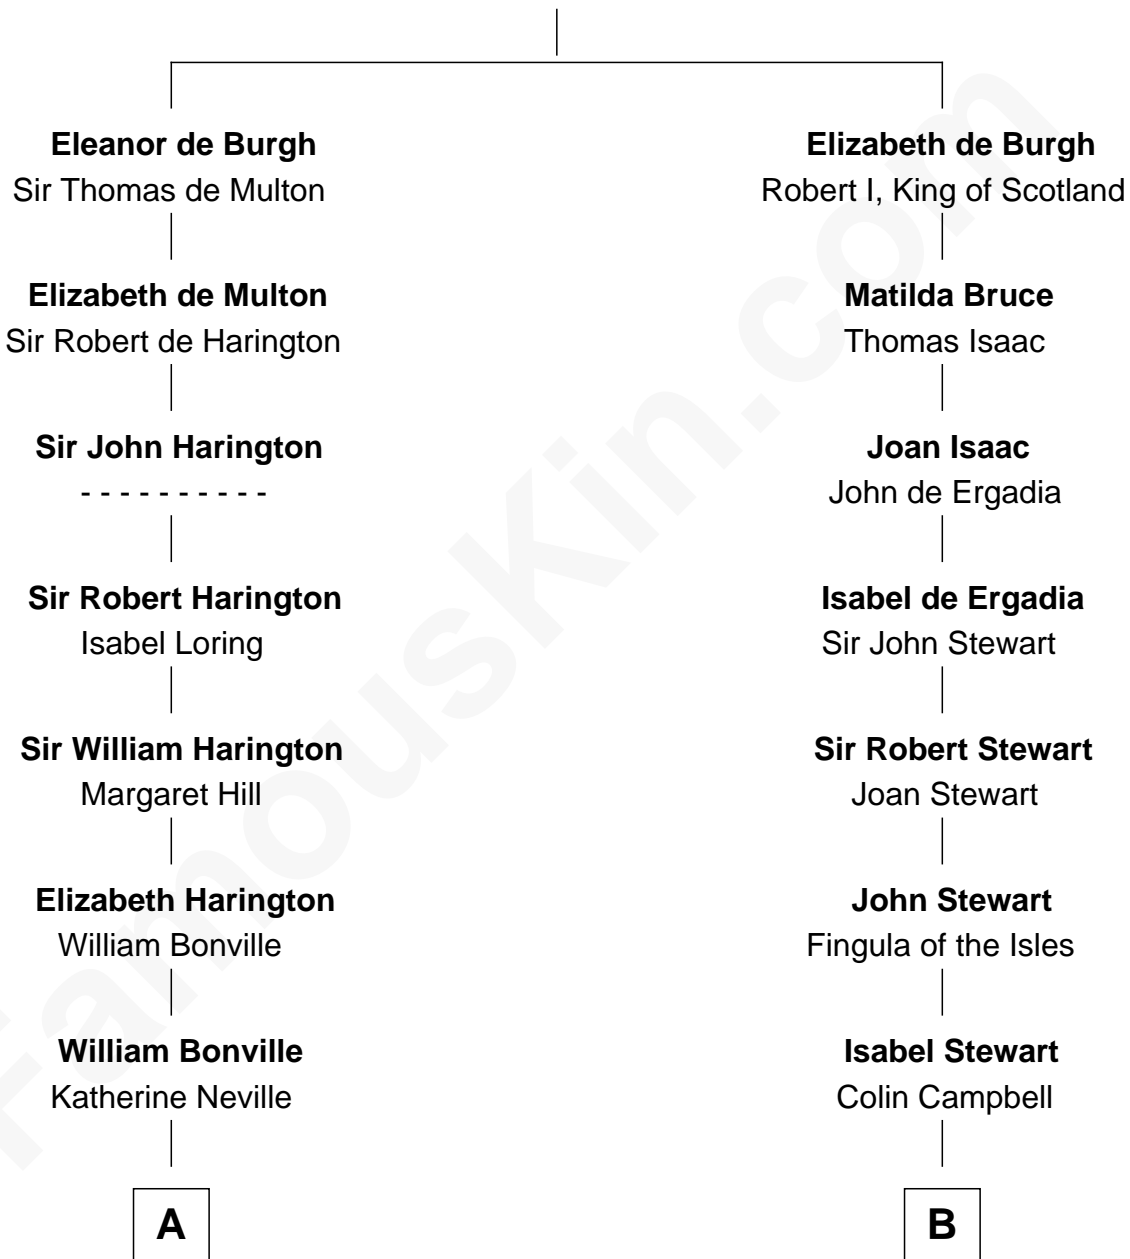 Eleanor de Burgh
Sir Thomas de Multon
Elizabeth de Multon
Sir Robert de Harington
Sir John Harington
- - - - - - - - - -
Sir Robert Harington
Isabel Loring
Sir William Harington
Margaret Hill
Elizabeth Harington
William Bonville
William Bonville
Katherine Neville
A
Elizabeth de Burgh
Robert I, King of Scotland
Matilda Bruce
Thomas Isaac
Joan Isaac
John de Ergadia
Isabel de Ergadia
Sir John Stewart
Sir Robert Stewart
Joan Stewart
John Stewart
Fingula of the Isles
Isabel Stewart
Colin Campbell
B
FamousKin.com